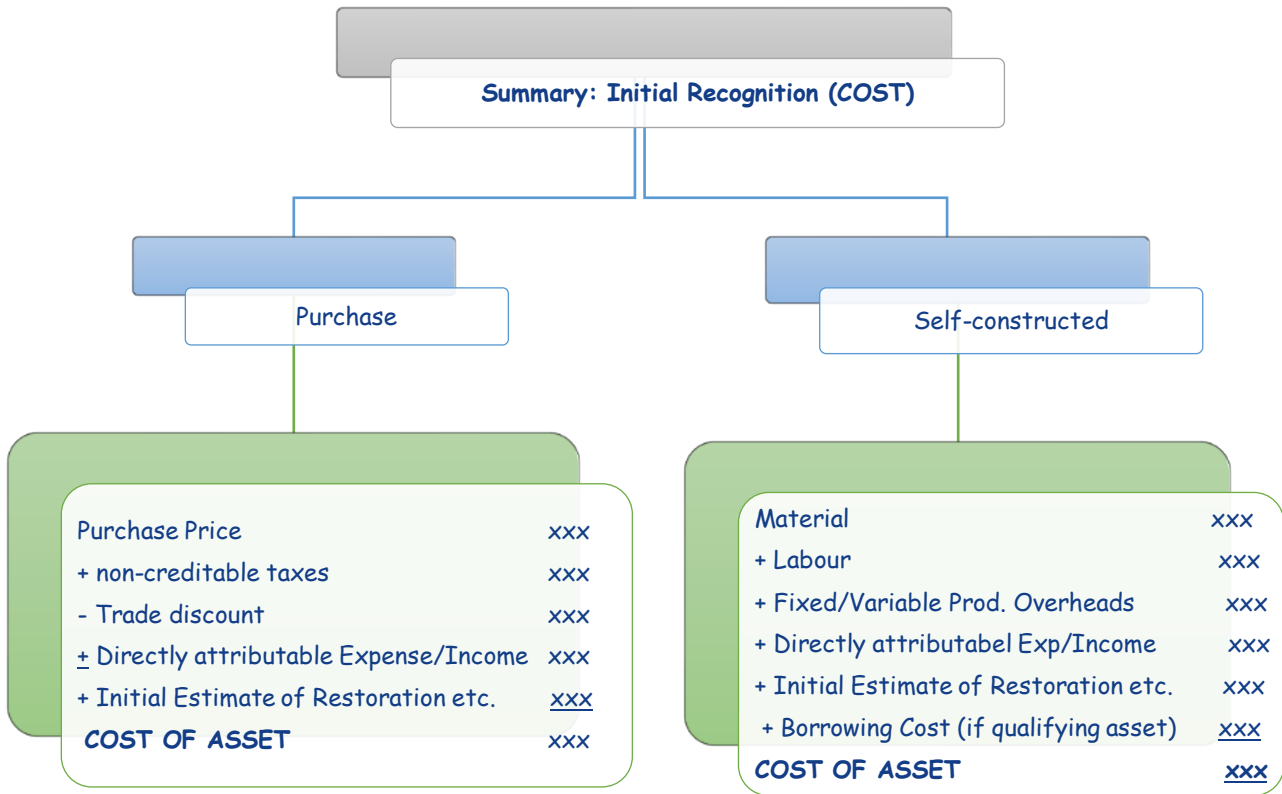 Summary: Initial Recognition (COST)
Purchase
Self-constructed
Purchase Price xxx
+ non-creditable taxes xxx
- Trade discount xxx
+ Directly attributable Expense/Income xxx
+ Initial Estimate of Restoration etc. xxx
COST OF ASSET xxx
Material xxx
+ Labour xxx
+ Fixed/Variable Prod. Overheads xxx
+ Directly attributabel Exp/Income xxx
+ Initial Estimate of Restoration etc. xxx
+ Borrowing Cost (if qualifying asset) xxx
COST OF ASSET xxx